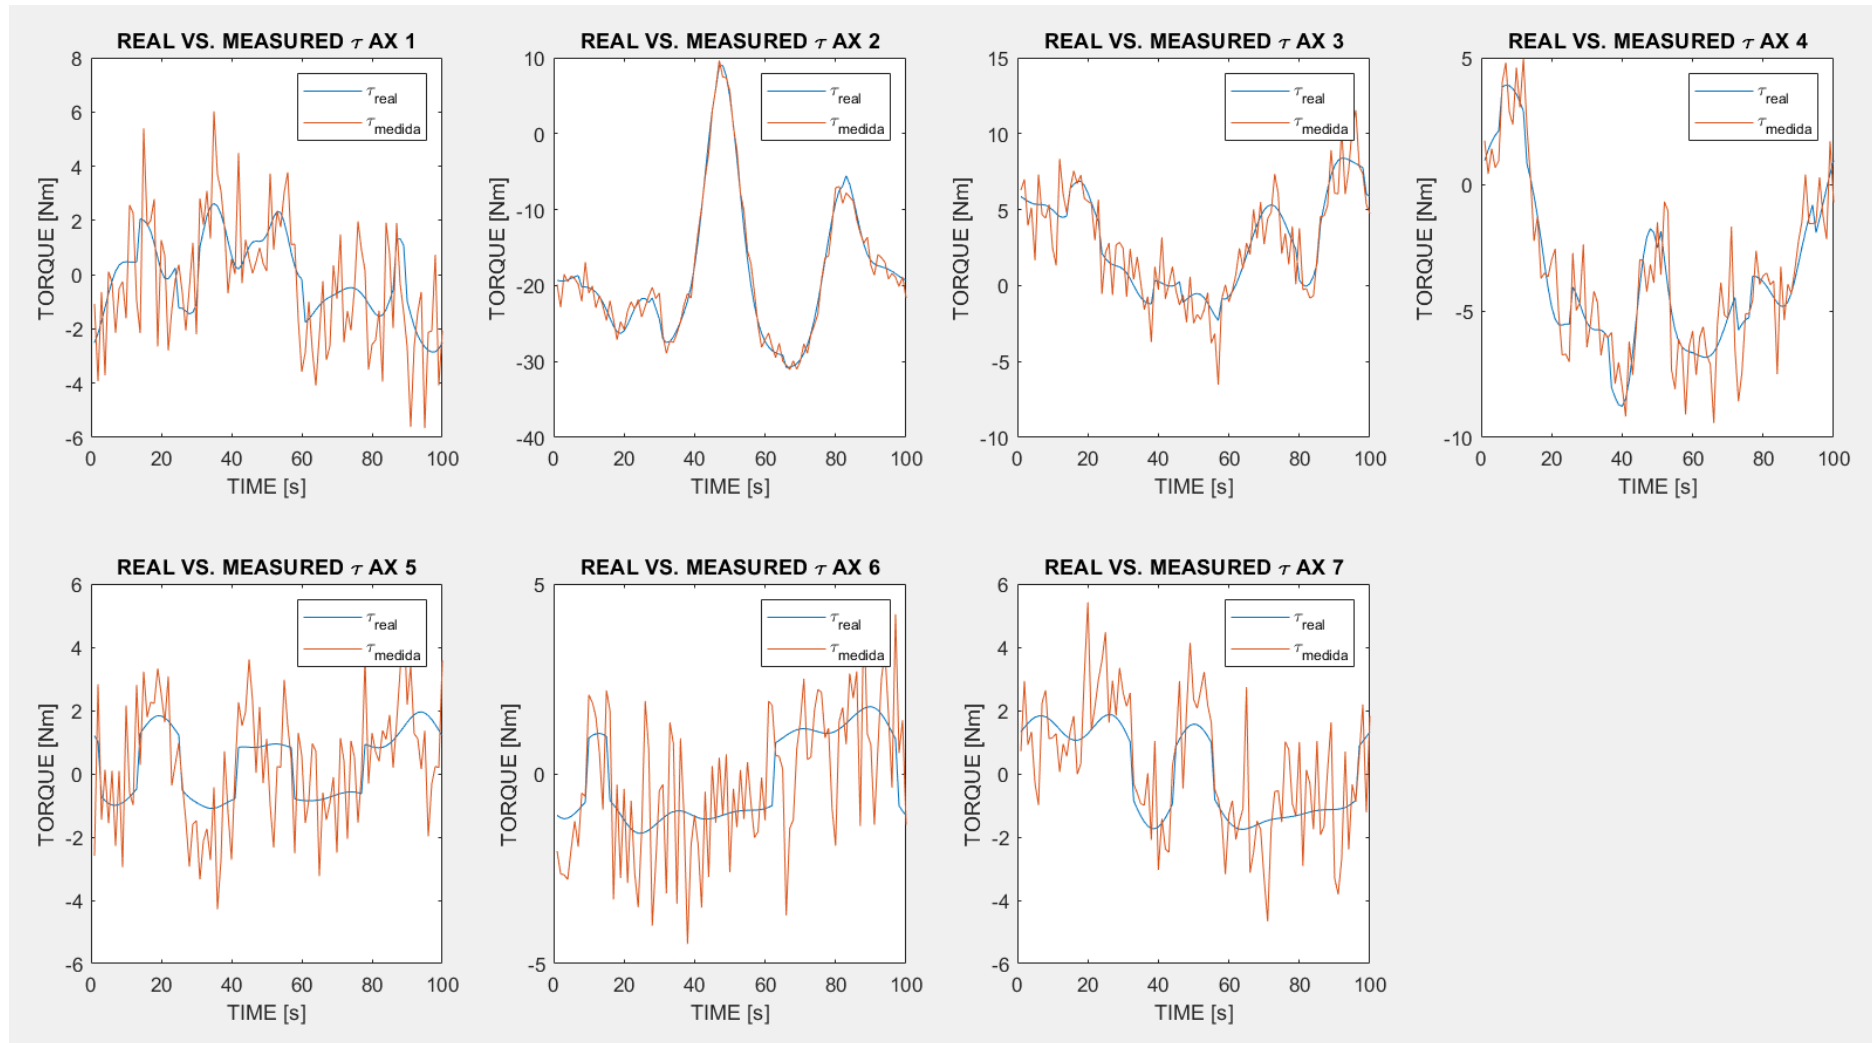 REAL VS. MEASURED τ AX 1
8
6
4
2
0
-2
-4
-6
0 20 40 60 80 100
TORQUE [Nm]
TIME [s]
τreal
τmedida
REAL VS. MEASURED τ AX 2
10
0
-10
-20
-30
-40
0 20 40 60 80 100
TORQUE [Nm]
TIME [s]
τreal
τmedida
REAL VS. MEASURED τ AX 3
15
10
5
0
-5
-10
0 20 40 60 80 100
TORQUE [Nm]
TIME [s]
τreal
τmedida
REAL VS. MEASURED τ AX 4
5
0
-5
-10
0 20 40 60 80 100
TORQUE [Nm]
TIME [s]
τreal
τmedida
REAL VS. MEASURED τ AX 5
6
4
2
0
-2
-4
-6
0 20 40 60 80 100
TORQUE [Nm]
TIME [s]
τreal
τmedida
REAL VS. MEASURED τ AX 6
5
0
-5
0 20 40 60 80 100
TORQUE [Nm]
TIME [s]
τreal
τmedida
REAL VS. MEASURED τ AX 7
6
4
2
0
-2
-4
-6
0 20 40 60 80 100
TORQUE [Nm]
TIME [s]
τreal
τmedida